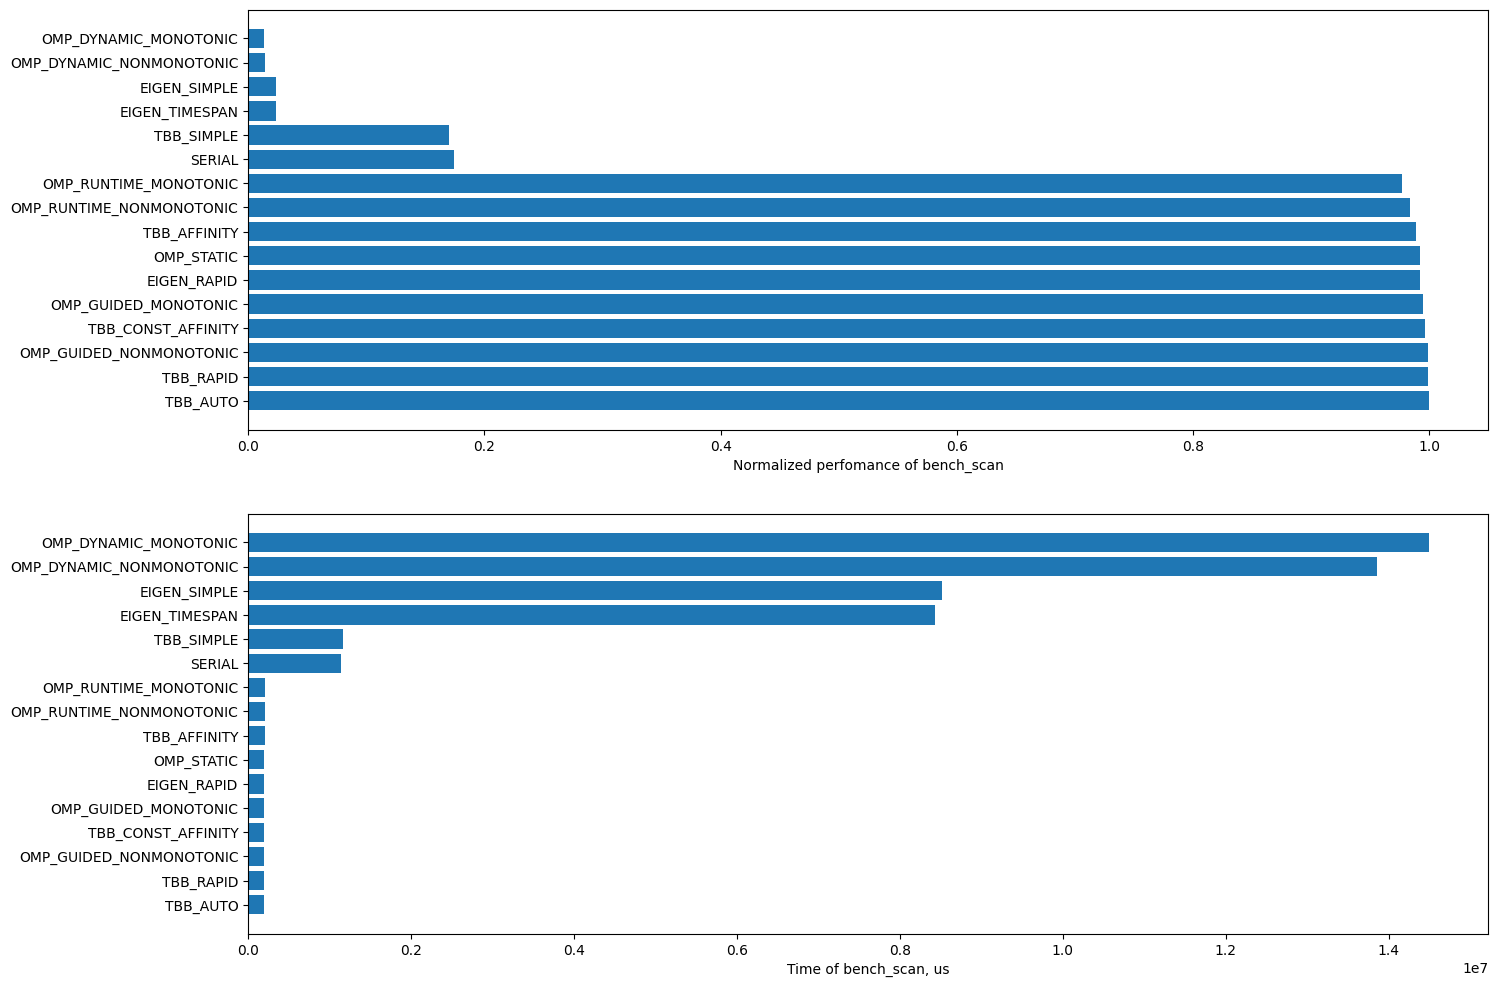 OMP_DYNAMIC_MONOTONIC
OMP_DYNAMIC_NONMONOTONIC
EIGEN_SIMPLE
EIGEN_TIMESPAN
TBB_SIMPLE
SERIAL
OMP_RUNTIME_MONOTONIC
OMP_RUNTIME_NONMONOTONIC
TBB_AFFINITY
OMP_STATIC
EIGEN_RAPID
OMP_GUIDED_MONOTONIC
TBB_CONST_AFFINITY
OMP_GUIDED_NONMONOTONIC
TBB_RAPID
TBB_AUTO
0.0 0.2 0.4 0.6 0.8 1.0
Normalized perfomance of bench_scan
OMP_DYNAMIC_MONOTONIC
OMP_DYNAMIC_NONMONOTONIC
EIGEN_SIMPLE
EIGEN_TIMESPAN
TBB_SIMPLE
SERIAL
OMP_RUNTIME_MONOTONIC
OMP_RUNTIME_NONMONOTONIC
TBB_AFFINITY
OMP_STATIC
EIGEN_RAPID
OMP_GUIDED_MONOTONIC
TBB_CONST_AFFINITY
OMP_GUIDED_NONMONOTONIC
TBB_RAPID
TBB_AUTO
0.0 0.2 0.4 0.6 0.8 1.0 1.2 1.4
Time of bench_scan, us 1e7